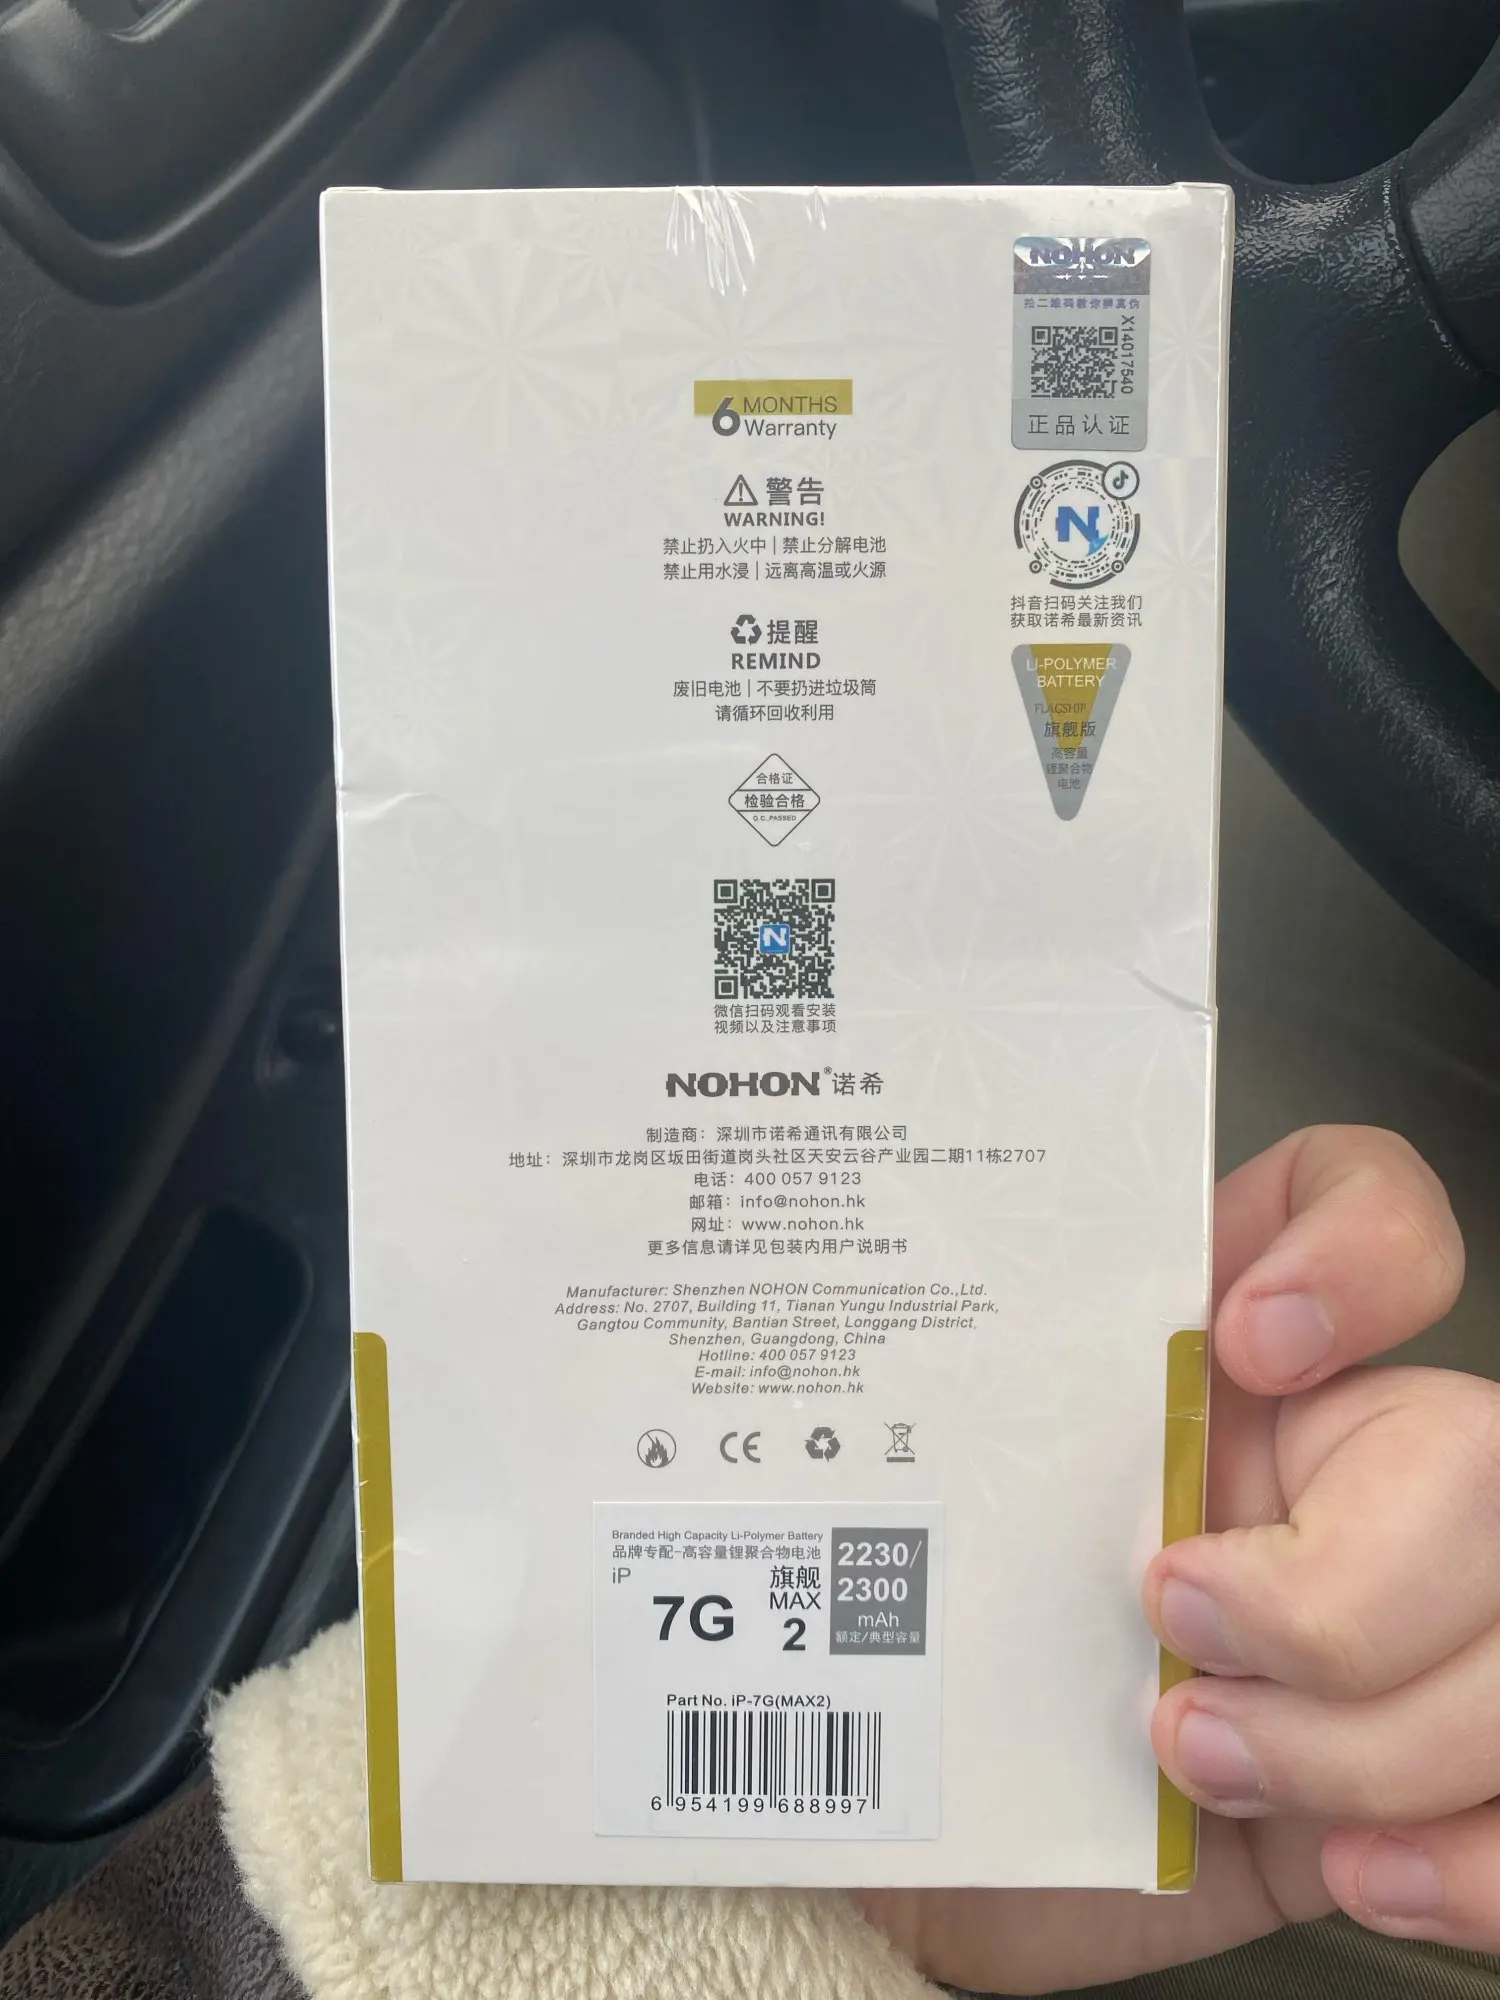 NOHON
拍二维码教你辨真伪
X14017540
正品认证
6 MONTHS
Warranty
警告
WARNING!
禁止扔入火中 | 禁止分解电池
禁止用水浸 | 远离高温或火源
抖音扫码关注我们
获取诺希最新资讯
提醒
REMIND
废旧电池 | 不要扔进垃圾筒
请循环回收利用
LI-POLYMER
BATTERY
FLAGSHIP
旗舰版
高容量
锂聚合物
电池
合格证
检验合格
Q.C.PASSED
N
微信扫码观看安装
视频以及注意事项
NOHON® 诺希
制造商：深圳市诺希通讯有限公司
地址：深圳市龙岗区坂田街道岗头社区天安云谷产业园二期11栋2707
电话：400 057 9123
邮箱：info@nohon.hk
网址：www.nohon.hk
更多信息请详见包装内用户说明书
Manufacturer: Shenzhen NOHON Communication Co.,Ltd.
Address: No. 2707, Building 11, Tianan Yungu Industrial Park,
Gangtou Community, Bantian Street, Longgang District,
Shenzhen, Guangdong, China
Hotline: 400 057 9123
E-mail: info@nohon.hk
Website: www.nohon.hk
CE
Branded High Capacity Li-Polymer Battery
品牌专配-高容量锂聚合物电池
iP
7G
旗舰
MAX
2
2230/
2300
mAh
额定/典型容量
Part No. iP-7G(MAX2)
6 954199 688997